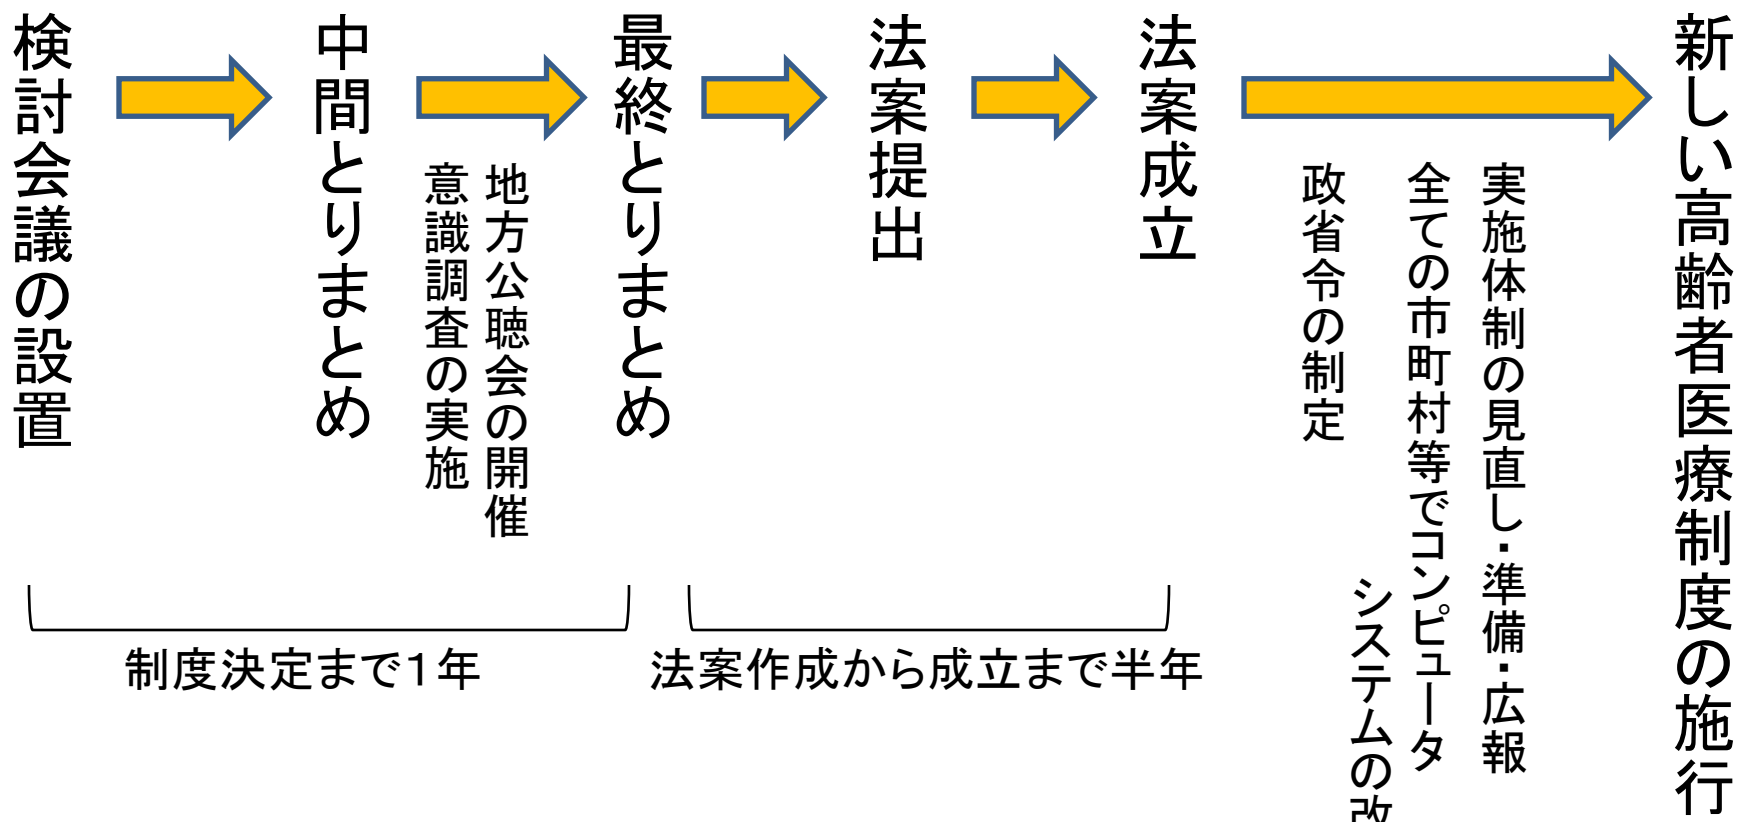 検討会議の設置
中間とりまとめ
地方公聴会の開催
意識調査の実施
最終とりまとめ
法案提出
法案成立
実施体制の見直し・準備・広報
全ての市町村等でコンピュータ
システムの改
政省令の制定
新しい高齢者医療制度の施行
制度決定まで1年
法案作成から成立まで半年